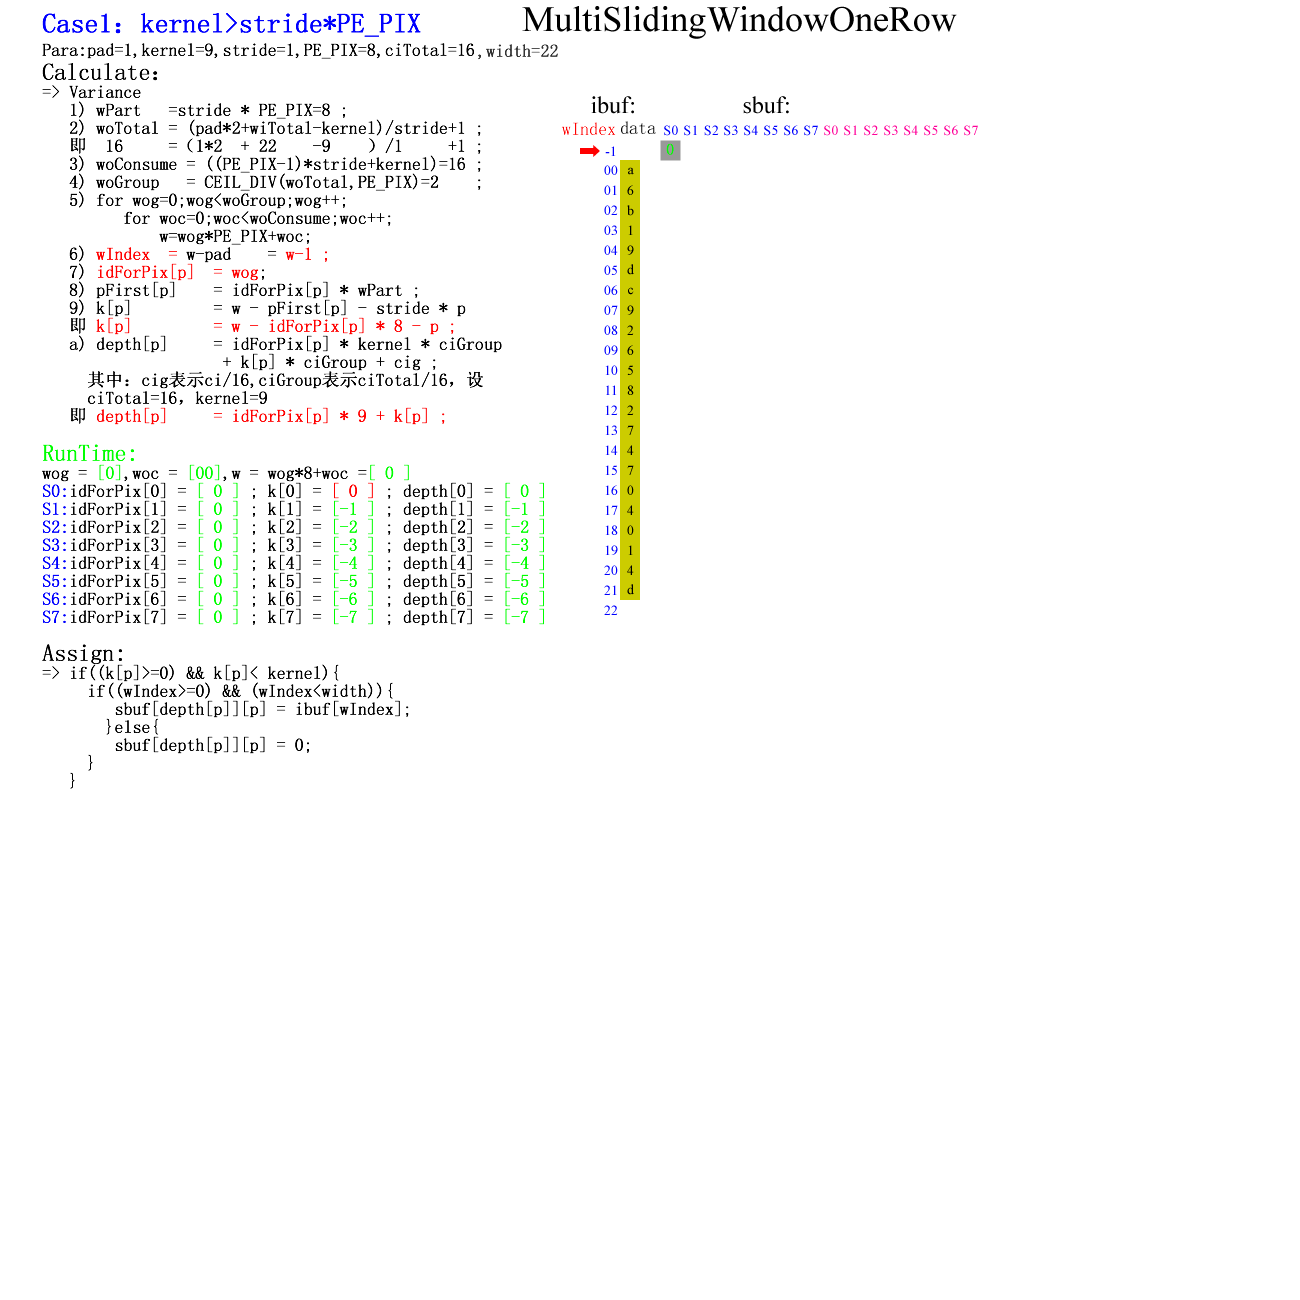 Case1: kernel>stride*PE_PIX
MultiSlidingWindowOneRow
Para:pad=1,kernel=9,stride=1,PE_PIX=8,ciTotal=16,width=22
Calculate:
=> Variance
1) wPart =stride * PE_PIX=8 ;
2) woTotal = (pad*2+wiTotal-kernel)/stride+1 ;
即 16 = (1*2 + 22 -9 ) /1 +1 ;
3) woConsume = ((PE_PIX-1)*stride+kernel)=16 ;
4) woGroup = CEIL_DIV(woTotal,PE_PIX)=2 ;
5) for wog=0;wog<woGroup;wog++;
for woc=0;woc<woConsume;woc++;
w=wog*PE_PIX+woc;
6) wIndex = w-pad = w-1 ;
7) idForPix[p] = wog;
8) pFirst[p] = idForPix[p] * wPart ;
9) k[p] = w - pFirst[p] - stride * p
即 k[p] = w - idForPix[p] * 8 - p ;
a) depth[p] = idForPix[p] * kernel * ciGroup
+ k[p] * ciGroup + cig ;
其中: cig表示ci/16,ciGroup表示ciTotal/16，设
ciTotal=16，kernel=9
即 depth[p] = idForPix[p] * 9 + k[p] ;
RunTime:
wog = [0],woc = [00],w = wog*8+woc =[ 0 ]
S0:idForPix[0] = [ 0 ] ; k[0] = [ 0 ] ; depth[0] = [ 0 ]
S1:idForPix[1] = [ 0 ] ; k[1] = [-1 ] ; depth[1] = [-1 ]
S2:idForPix[2] = [ 0 ] ; k[2] = [-2 ] ; depth[2] = [-2 ]
S3:idForPix[3] = [ 0 ] ; k[3] = [-3 ] ; depth[3] = [-3 ]
S4:idForPix[4] = [ 0 ] ; k[4] = [-4 ] ; depth[4] = [-4 ]
S5:idForPix[5] = [ 0 ] ; k[5] = [-5 ] ; depth[5] = [-5 ]
S6:idForPix[6] = [ 0 ] ; k[6] = [-6 ] ; depth[6] = [-6 ]
S7:idForPix[7] = [ 0 ] ; k[7] = [-7 ] ; depth[7] = [-7 ]
Assign:
=> if((k[p]>=0) && k[p]< kernel){
if((wIndex>=0) && (wIndex<width)){
sbuf[depth[p]][p] = ibuf[wIndex];
}else{
sbuf[depth[p]][p] = 0;
}
}
ibuf: sbuf:
wIndex data S0 S1 S2 S3 S4 S5 S6 S7 S0 S1 S2 S3 S4 S5 S6 S7
-1
00 a
01 6
02 b
03 1
04 9
05 d
06 c
07 9
08 2
09 6
10 5
11 8
12 2
13 7
14 4
15 7
16 0
17 4
18 0
19 1
20 4
21 d
22